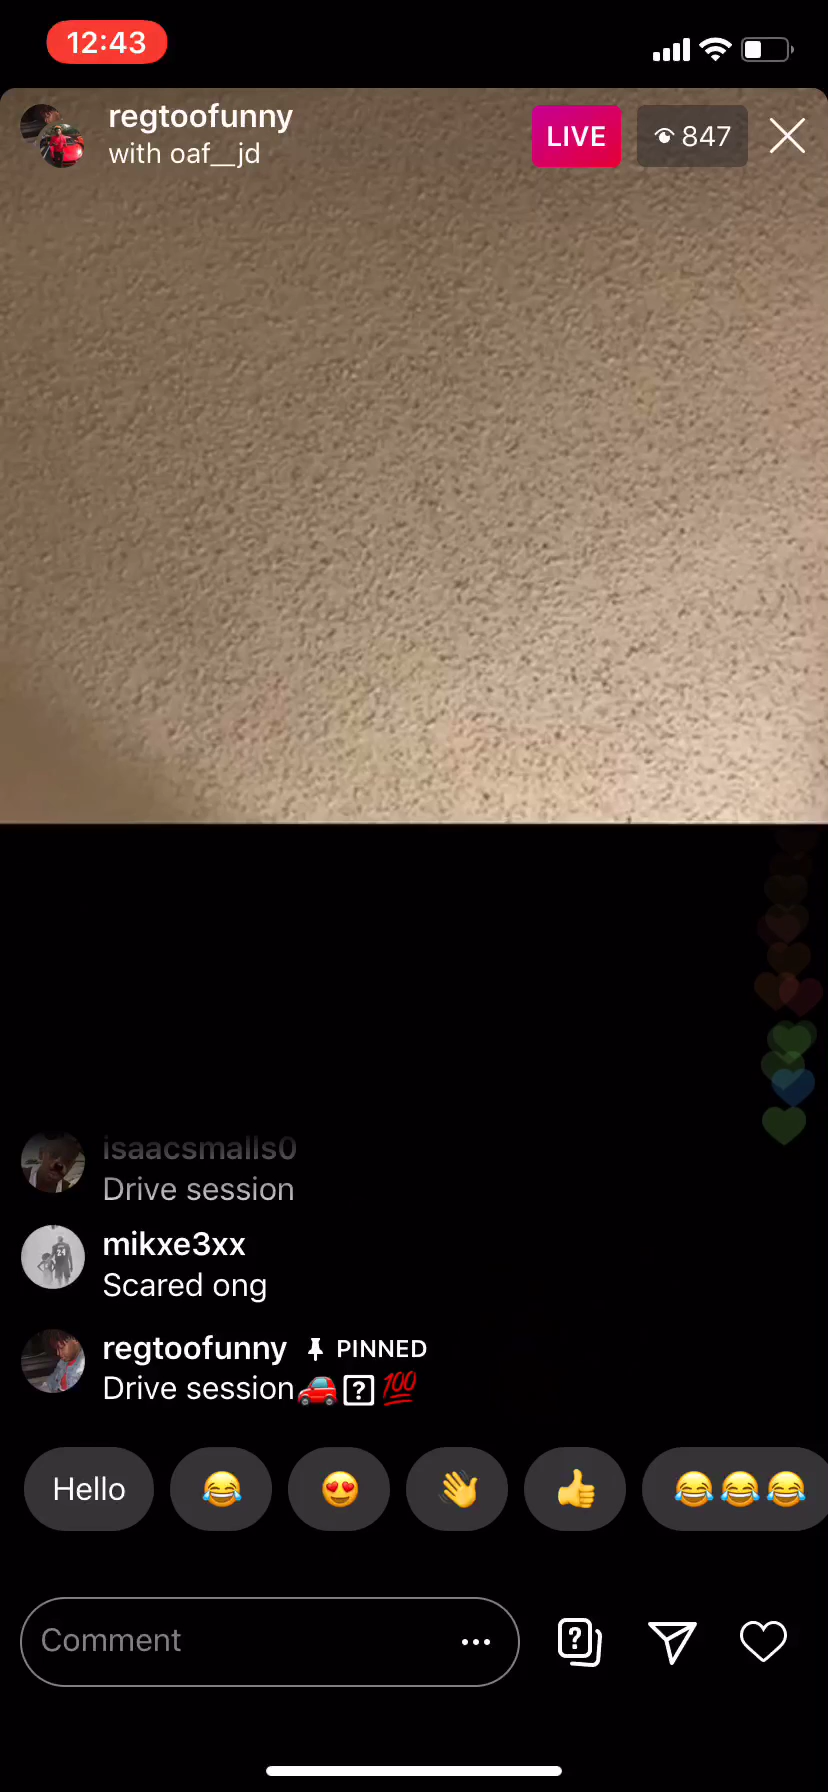 12:43
regtoofunny
with oaf__jd
LIVE
847
isaacsmalls0
Drive session
mikxe3xx
Scared ong
regtoofunny PINNED
Drive session🚗⍰💯
Hello 😂 😍 👋 👍 😂😂😂
Comment